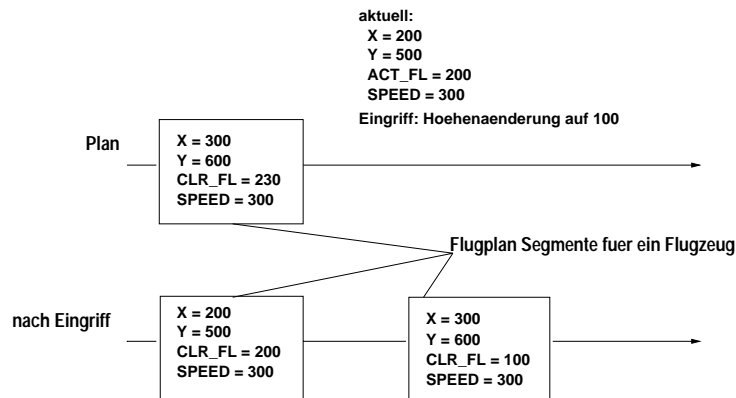 aktuell:
X = 200
Y = 500
ACT_FL = 200
SPEED = 300
Eingriff: Hoehenaenderung auf 100
Plan
X = 300
Y = 600
CLR_FL = 230
SPEED = 300
Flugplan Segmente fuer ein Flugzeug
nach Eingriff
X = 200
Y = 500
CLR_FL = 200
SPEED = 300
X = 300
Y = 600
CLR_FL = 100
SPEED = 300